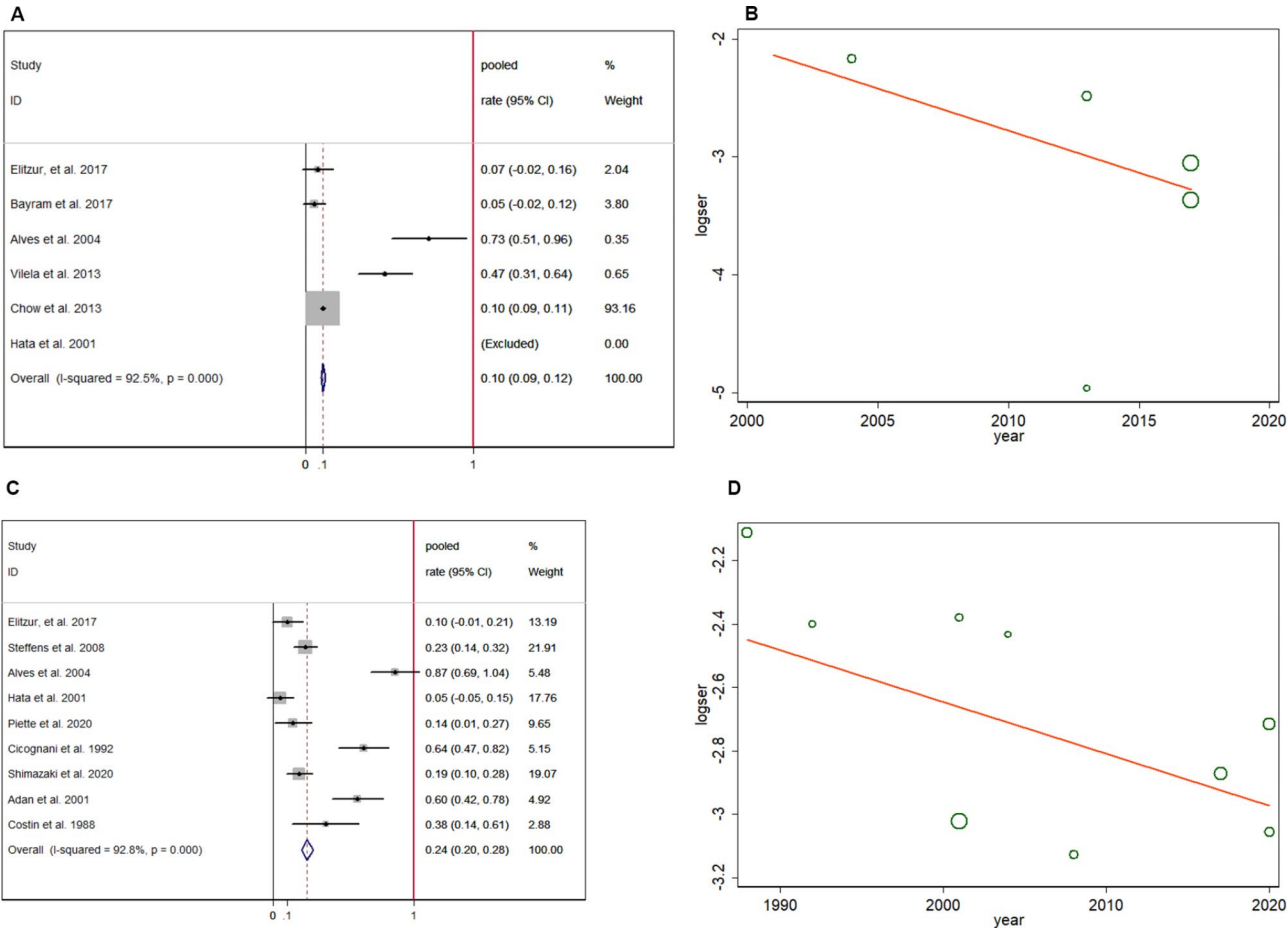 A
Study pooled %
ID rate (95% CI) Weight
Elitzur, et al. 2017 0.07 (-0.02, 0.16) 2.04
Bayram et al. 2017 0.05 (-0.02, 0.12) 3.80
Alves et al. 2004 0.73 (0.51, 0.96) 0.35
Vilela et al. 2013 0.47 (0.31, 0.64) 0.65
Chow et al. 2013 0.10 (0.09, 0.11) 93.16
Hata et al. 2001 (Excluded) 0.00
Overall (I-squared = 92.5%, p = 0.000) 0.10 (0.09, 0.12) 100.00
0 .1 1
B
-2
-3
-4
-5
logser
2000 2005 2010 2015 2020
year
C
Study pooled %
ID rate (95% CI) Weight
Elitzur, et al. 2017 0.10 (-0.01, 0.21) 13.19
Steffens et al. 2008 0.23 (0.14, 0.32) 21.91
Alves et al. 2004 0.87 (0.69, 1.04) 5.48
Hata et al. 2001 0.05 (-0.05, 0.15) 17.76
Piette et al. 2020 0.14 (0.01, 0.27) 9.65
Cicognani et al. 1992 0.64 (0.47, 0.82) 5.15
Shimazaki et al. 2020 0.19 (0.10, 0.28) 19.07
Adan et al. 2001 0.60 (0.42, 0.78) 4.92
Costin et al. 1988 0.38 (0.14, 0.61) 2.88
Overall (I-squared = 92.8%, p = 0.000) 0.24 (0.20, 0.28) 100.00
0 .1 1
D
-2.2
-2.4
-2.6
-2.8
-3
-3.2
logser
1990 2000 2010 2020
year